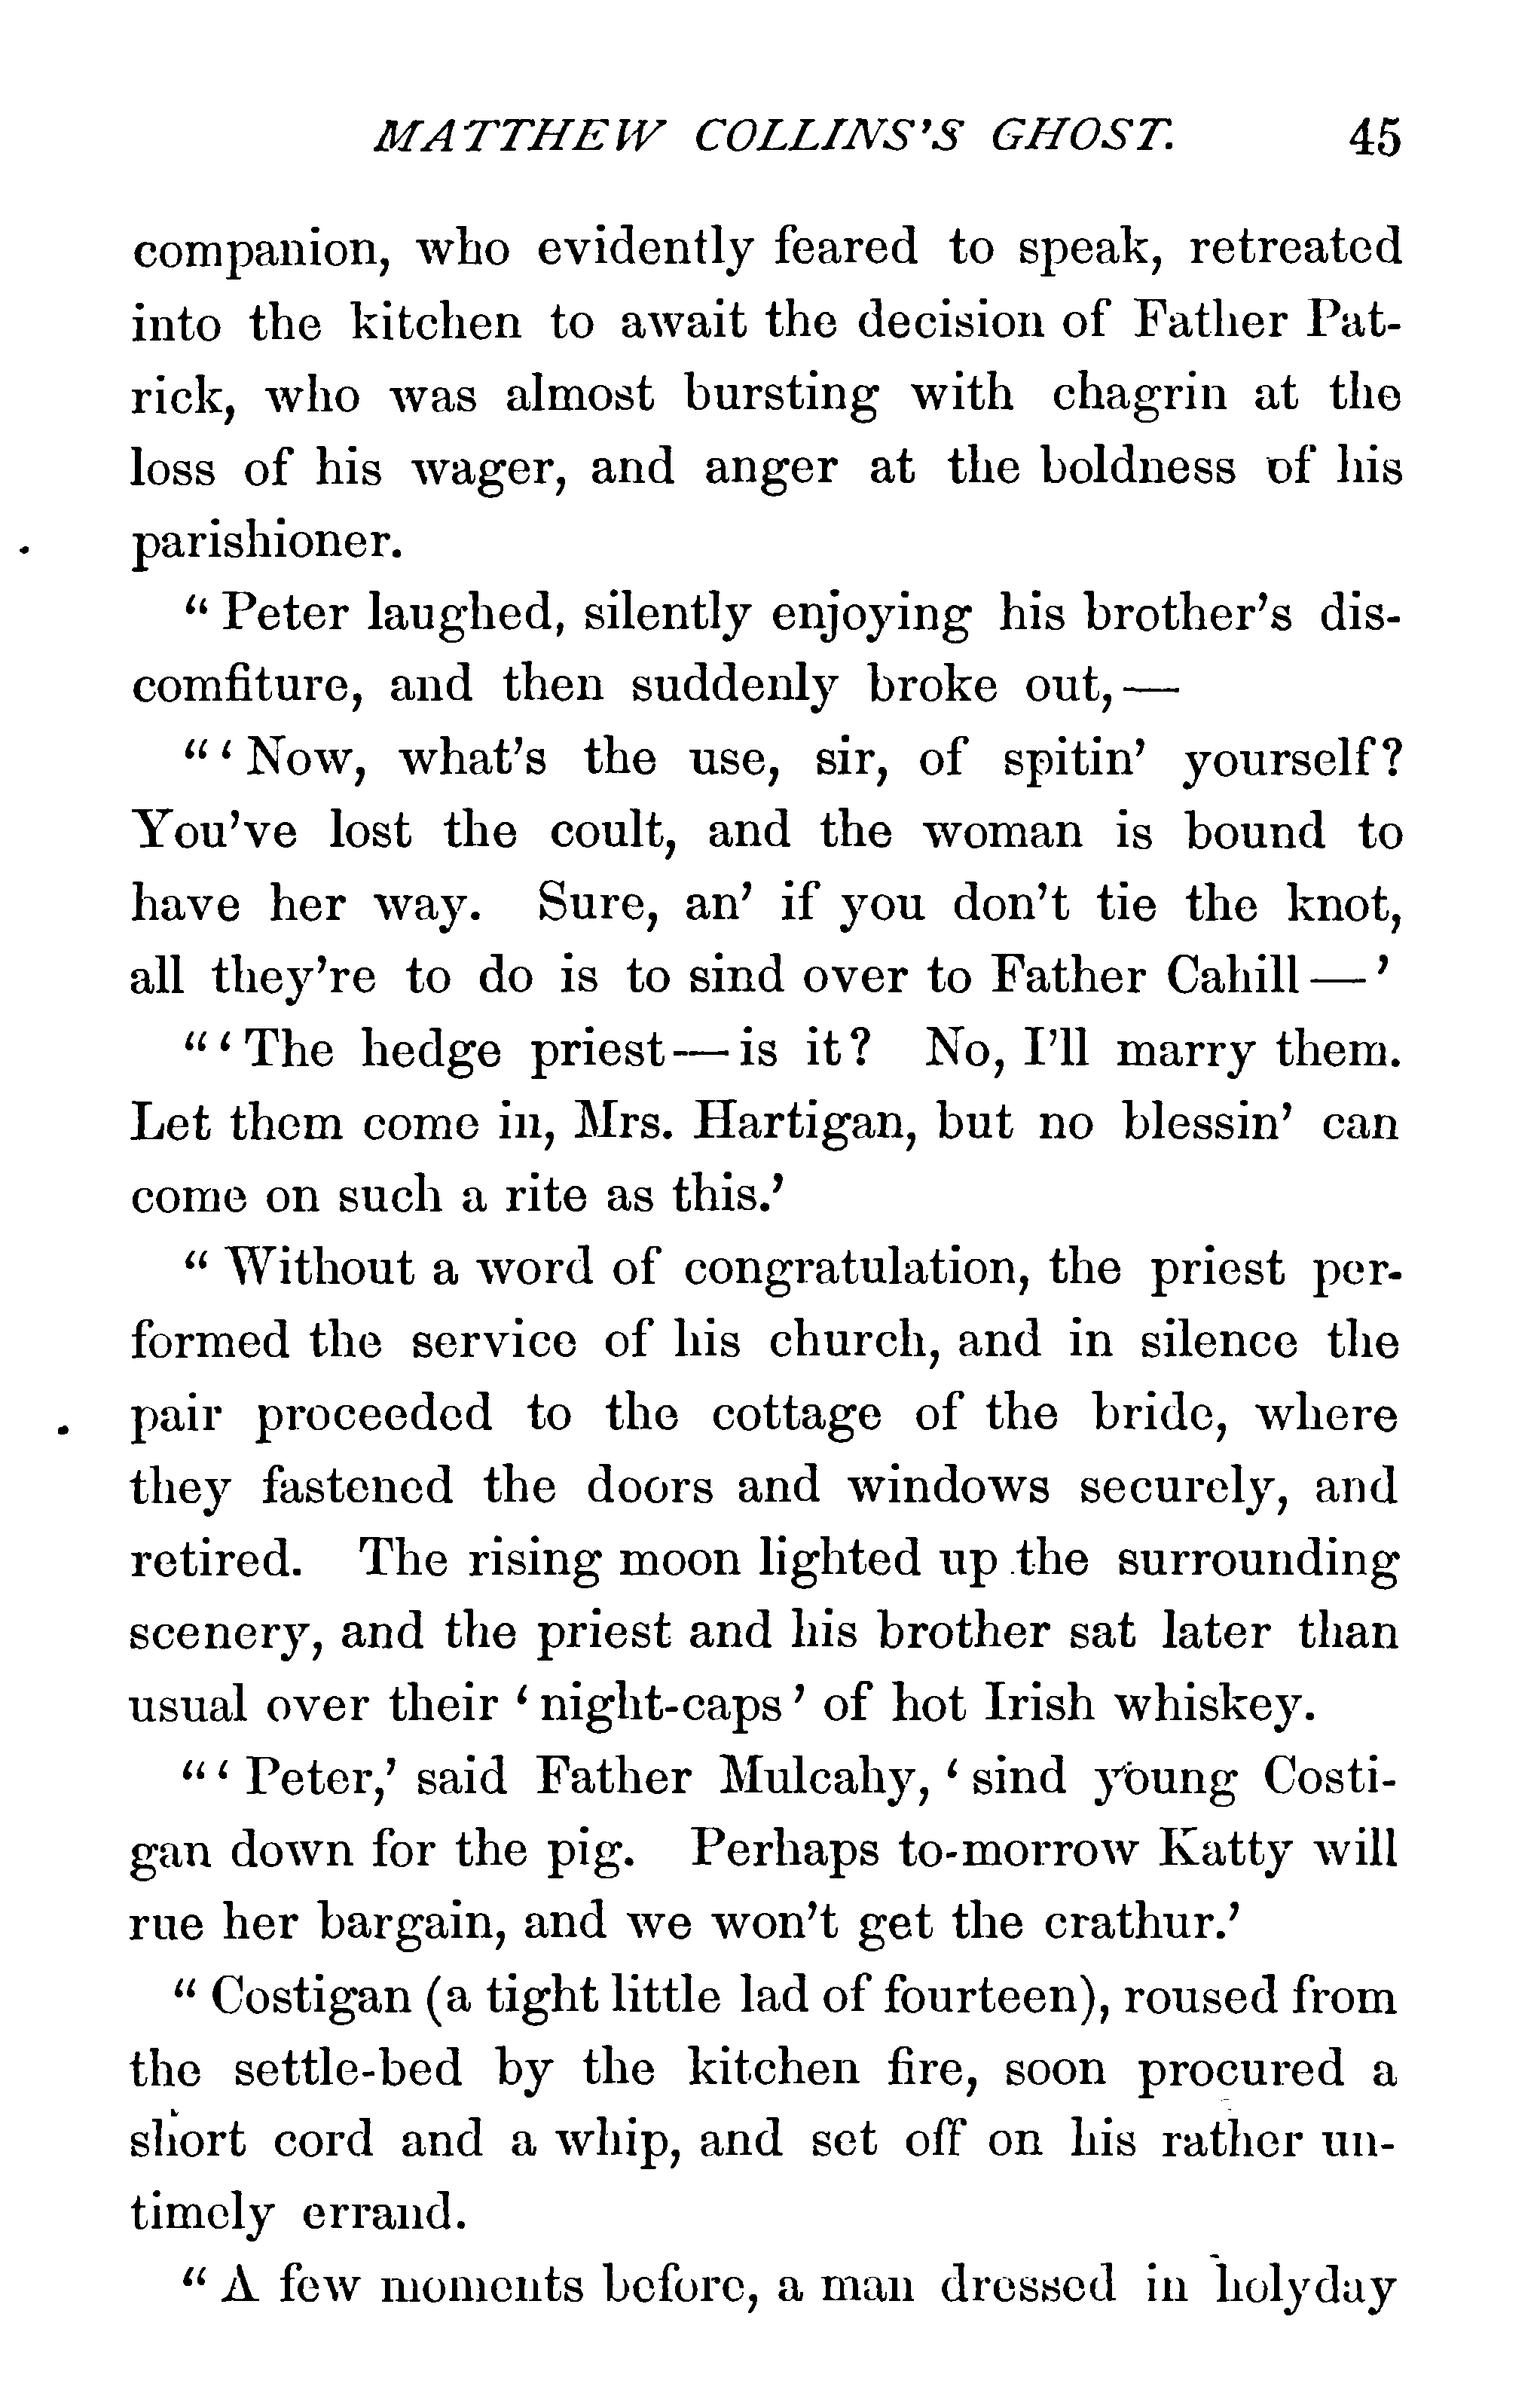 MATTHEW COLLINS'S GHOST. 45
companion, who evidently feared to speak, retreated
into the kitchen to await the decision of Father Pat-
rick, who was almost bursting with chagrin at the
loss of his wager, and anger at the boldness of his
parishioner.
“Peter laughed, silently enjoying his brother's dis-
comfiture, and then suddenly broke out,—
“‘Now, what's the use, sir, of spitin’ yourself?
You've lost the coult, and the woman is bound to
have her way. Sure, an’ if you don't tie the knot,
all they're to do is to sind over to Father Cahill—’
“‘The hedge priest—is it? No, I'll marry them.
Let them come in, Mrs. Hartigan, but no blessin’ can
come on such a rite as this.’
“Without a word of congratulation, the priest per-
formed the service of his church, and in silence the
pair proceeded to the cottage of the bride, where
they fastened the doors and windows securely, and
retired. The rising moon lighted up the surrounding
scenery, and the priest and his brother sat later than
usual over their ‘night-caps’ of hot Irish whiskey.
“‘Peter,’ said Father Mulcahy, ‘sind young Costi-
gan down for the pig. Perhaps to-morrow Katty will
rue her bargain, and we won't get the crathur.’
“Costigan (a tight little lad of fourteen), roused from
the settle-bed by the kitchen fire, soon procured a
short cord and a whip, and set off on his rather un-
timely errand.
“A few moments before, a man dressed in holyday